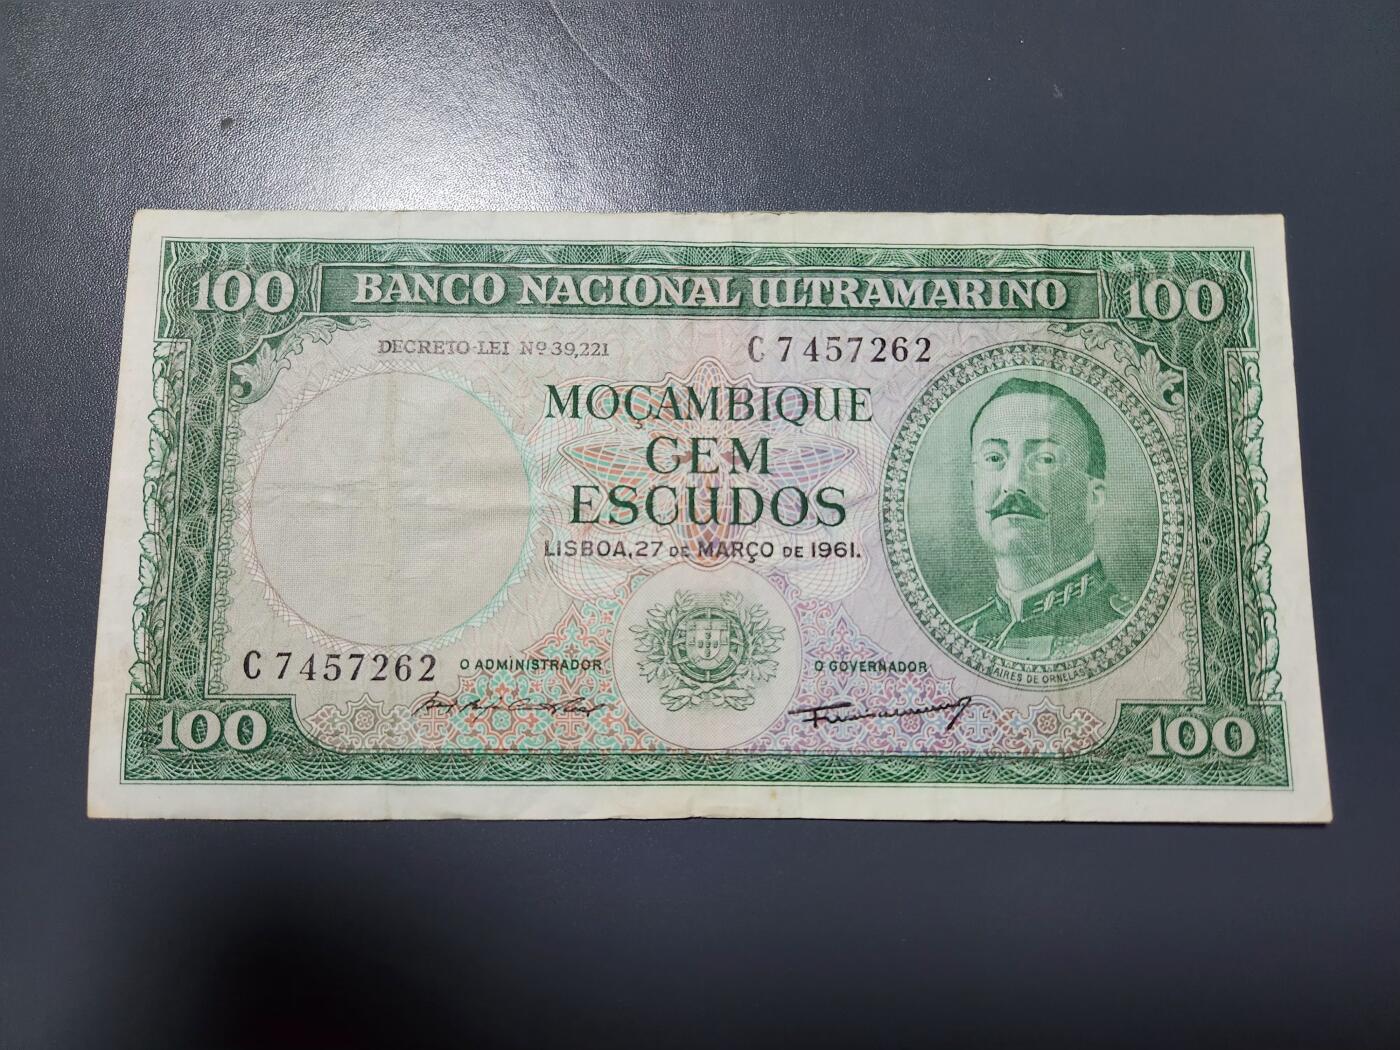 100 BANCO NACIONAL ULTRAMARINO 100
DECRETO-LEI Nº 39,221 C 7457262
MOÇAMBIQUE
CEM
ESCUDOS
LISBOA, 27 DE MARÇO DE 1961.
C 7457262 O ADMINISTRADOR O GOVERNADOR
AIRES DE ORNELAS
100 100